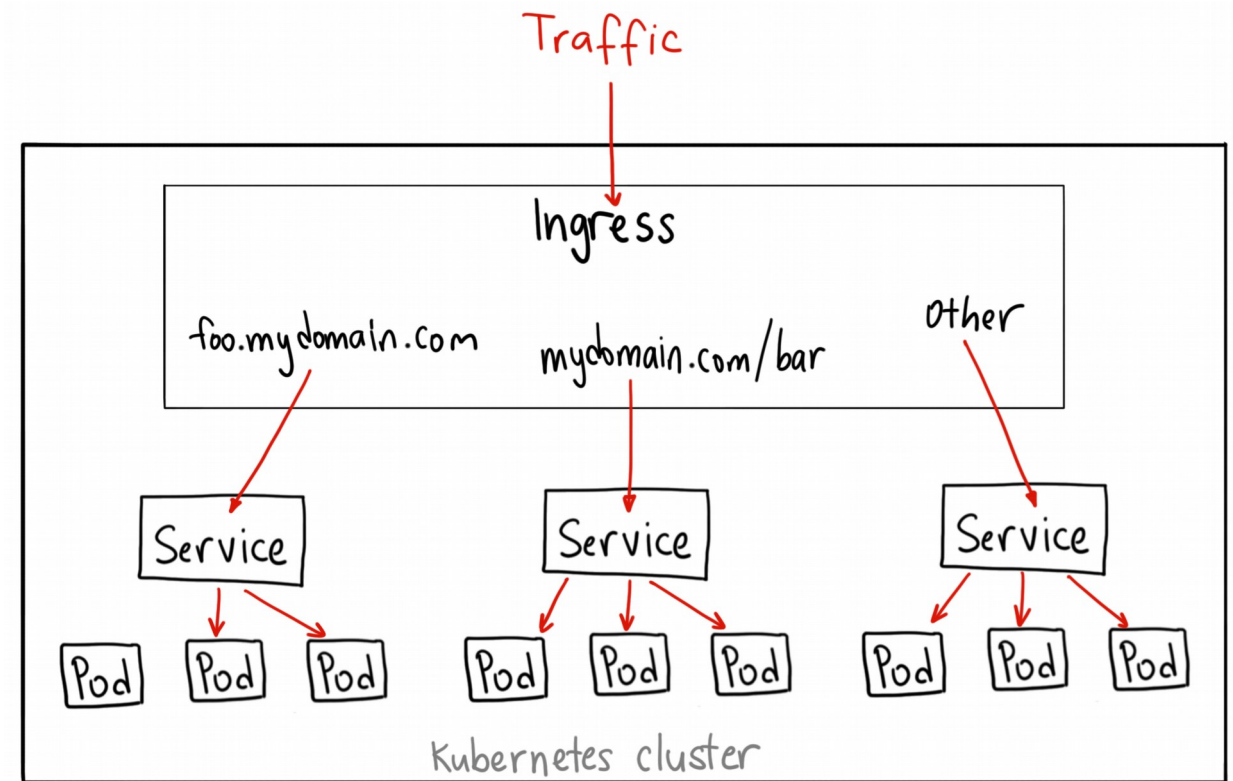 Traffic
Ingress
foo.mydomain.com
mydomain.com/bar
other
Service
Service
Service
Pod
Pod
Pod
Pod
Pod
Pod
Pod
Pod
Pod
Kubernetes cluster